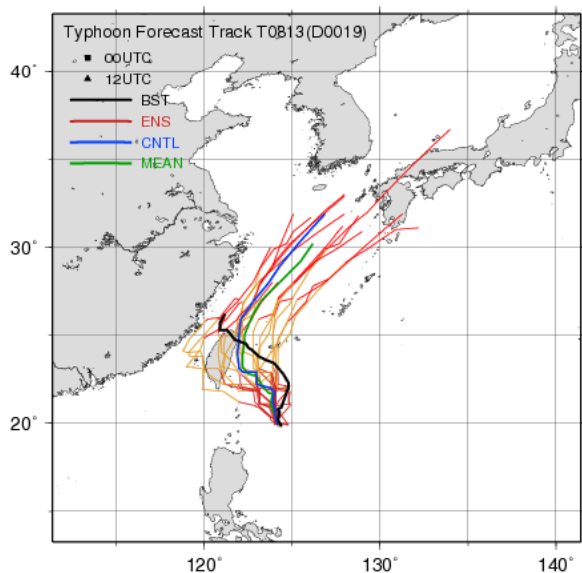 Typhoon Forecast Track T0813(D0019)
00UTC
12UTC
BST
ENS
CNTL
MEAN
40°
30°
20°
120°
130°
140°